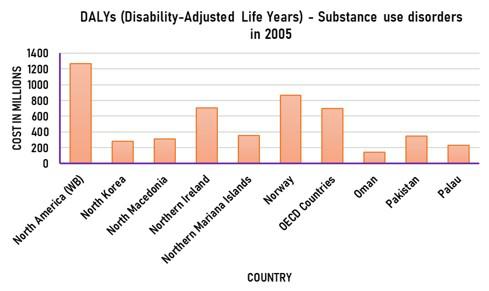 DALYs (Disability-Adjusted Life Years) - Substance use disorders
in 2005
COST IN MILLIONS
1400
1200
1000
800
600
400
200
0
North America (WB)
North Korea
North Macedonia
Northern Ireland
Northern Mariana Islands
Norway
OECD Countries
Oman
Pakistan
Palau
COUNTRY